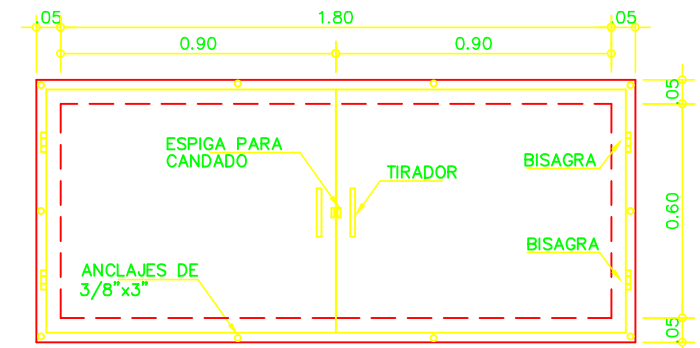 .05 1.80 .05
0.90 0.90
.05
ESPIGA PARA
CANDADO
TIRADOR
BISAGRA
0.60
BISAGRA
ANCLAJES DE
3/8"x3"
.05